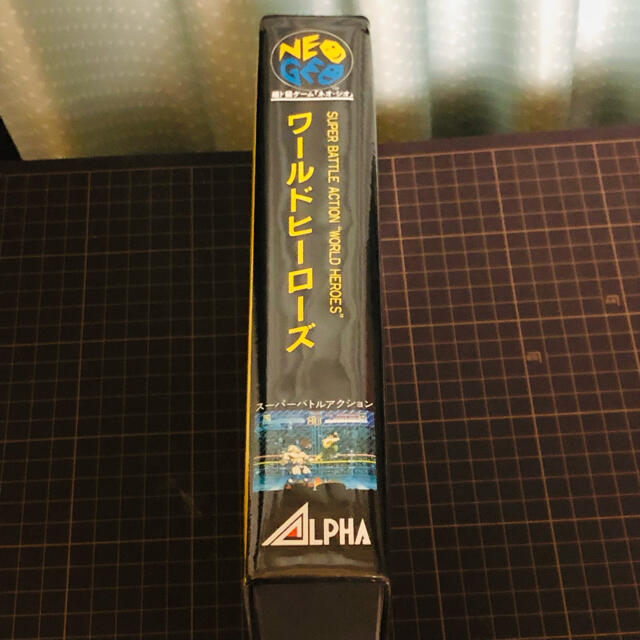 NEO
GEO
SUPER BATTLE ACTION "WORLD HEROES"
ワールドヒーローズ
スーパーバトルアクション
ALPHA